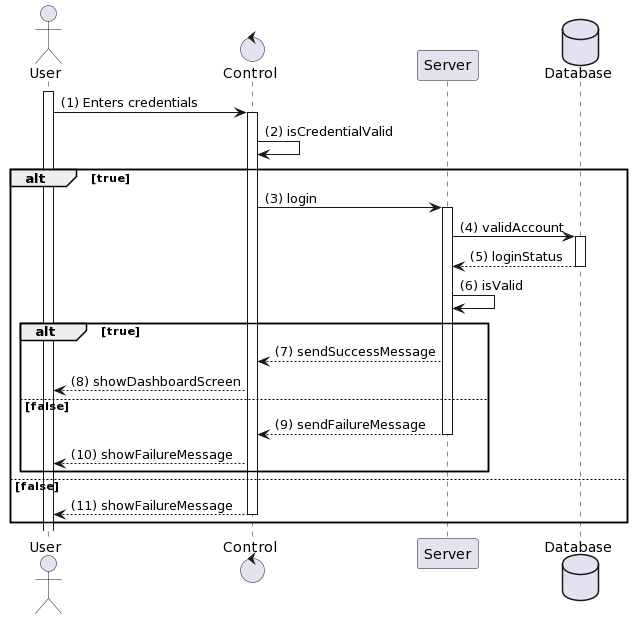 User
Control
Server
Database
(1) Enters credentials
(2) isCredentialValid
alt [true]
(3) login
(4) validAccount
(5) loginStatus
(6) isValid
alt [true]
(7) sendSuccessMessage
(8) showDashboardScreen
[false]
(9) sendFailureMessage
(10) showFailureMessage
[false]
(11) showFailureMessage
User
Control
Server
Database